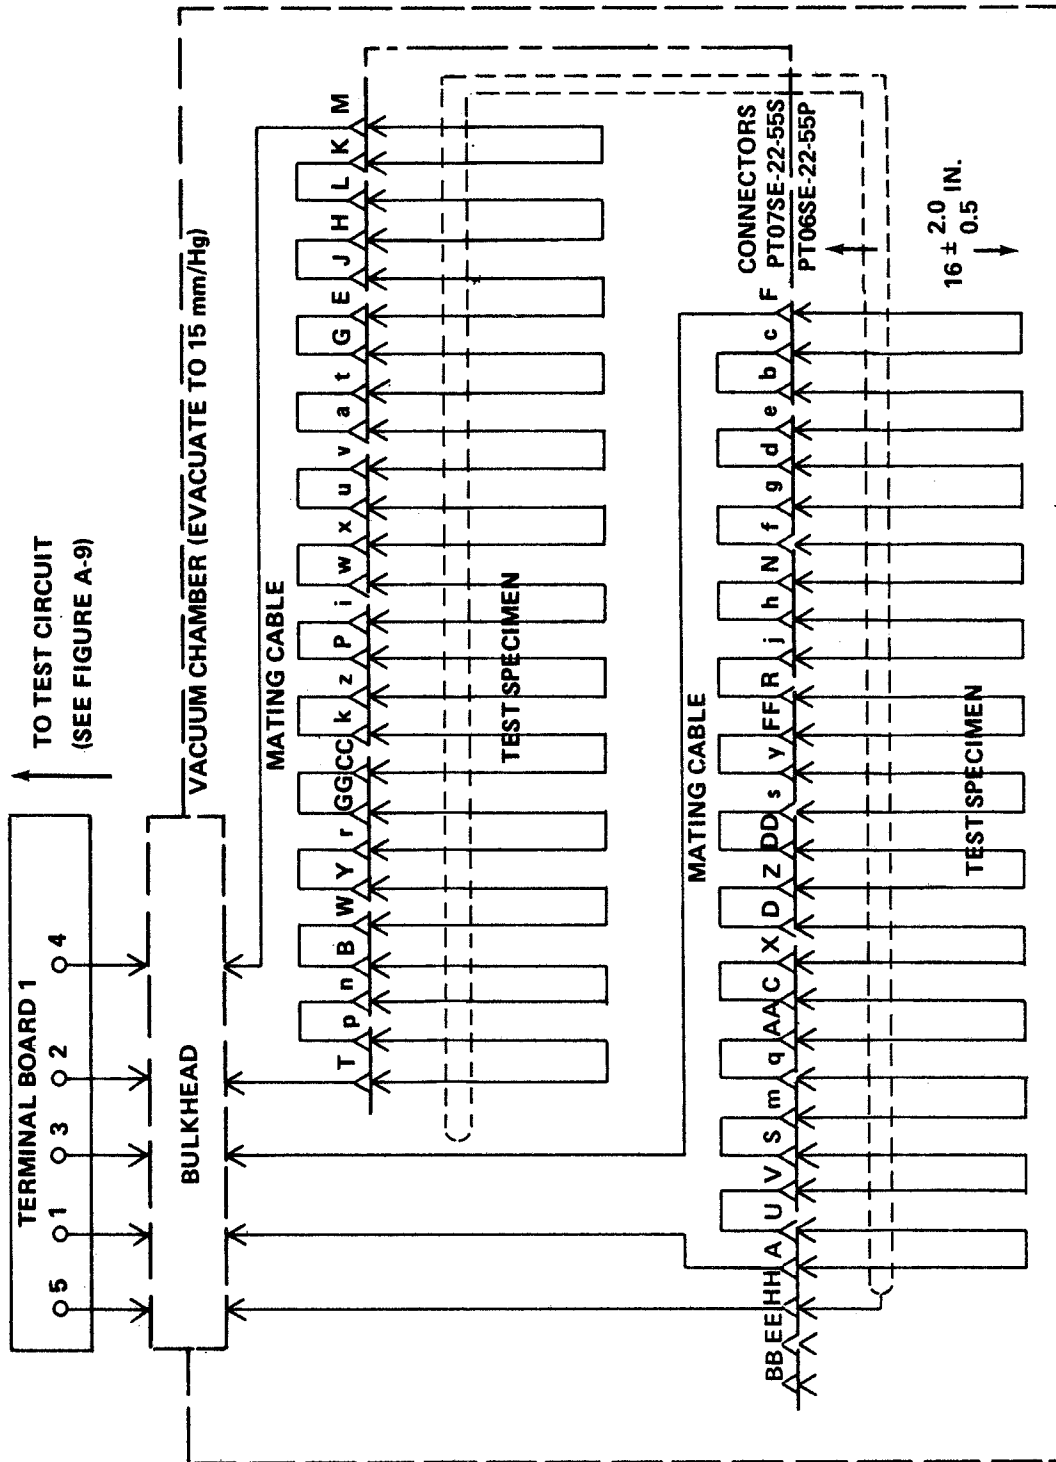 TO TEST CIRCUIT
(SEE FIGURE A-9)
TERMINAL BOARD 1
5 1 3 2 4
BULKHEAD
VACUUM CHAMBER (EVACUATE TO 15 mm/Hg)
MATING CABLE
T p n B W Y r GG CC k z P i w x u v a t G E J H L K M
TEST SPECIMEN
CONNECTORS
PT07SE-22-55S
PT06SE-22-55P
MATING CABLE
BB EE HH A U V S m q AA C X D Z DD s y FF R j h N f g d e b c F
TEST SPECIMEN
16 ± 2.0 IN.
0.5